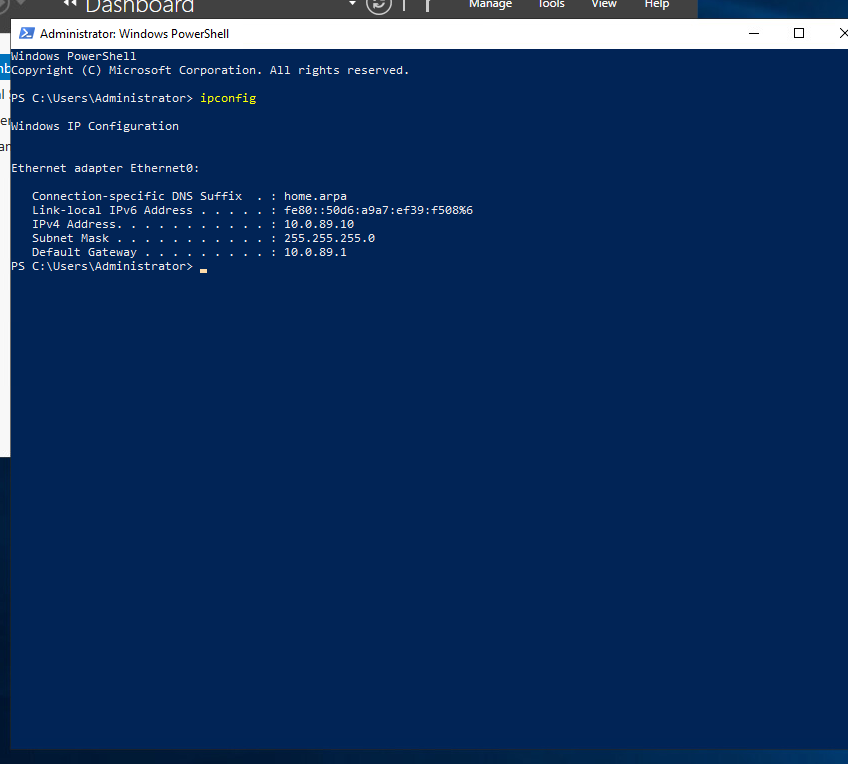 Dashboard
Manage Tools View Help
Administrator: Windows PowerShell
Windows PowerShell
Copyright (C) Microsoft Corporation. All rights reserved.
PS C:\Users\Administrator> ipconfig
Windows IP Configuration
Ethernet adapter Ethernet0:
   Connection-specific DNS Suffix  . : home.arpa
   Link-local IPv6 Address . . . . . : fe80::50d6:a9a7:ef39:f508%6
   IPv4 Address. . . . . . . . . . . : 10.0.89.10
   Subnet Mask . . . . . . . . . . . : 255.255.255.0
   Default Gateway . . . . . . . . . : 10.0.89.1
PS C:\Users\Administrator>